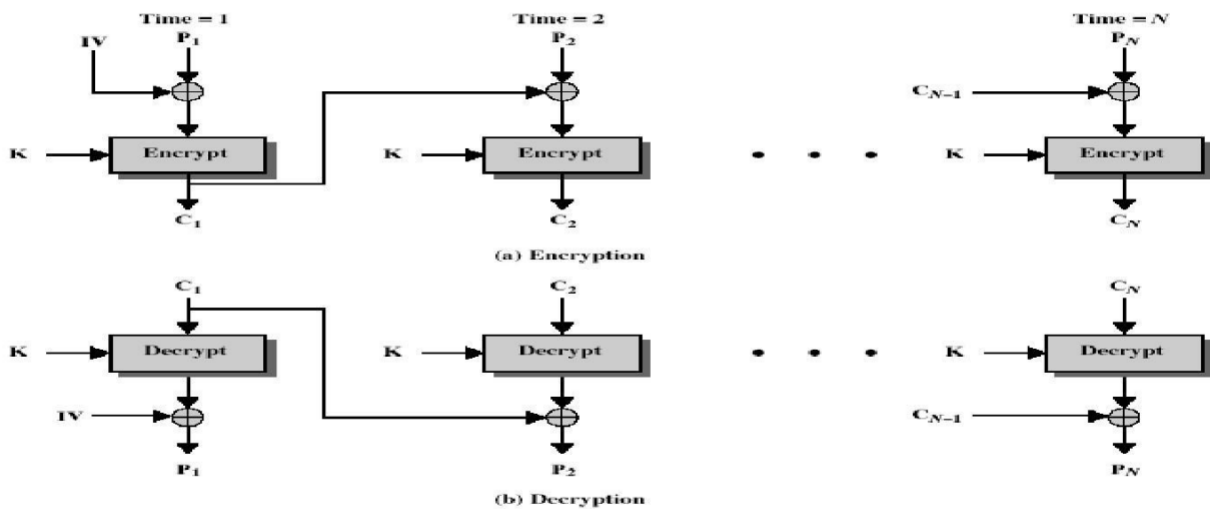 Time = 1 Time = 2 Time = N
IV P1 P2 PN
CN–1
K Encrypt K Encrypt • • • K Encrypt
C1 C2 CN
(a) Encryption
C1 C2 CN
K Decrypt K Decrypt • • • K Decrypt
IV CN–1
P1 P2 PN
(b) Decryption